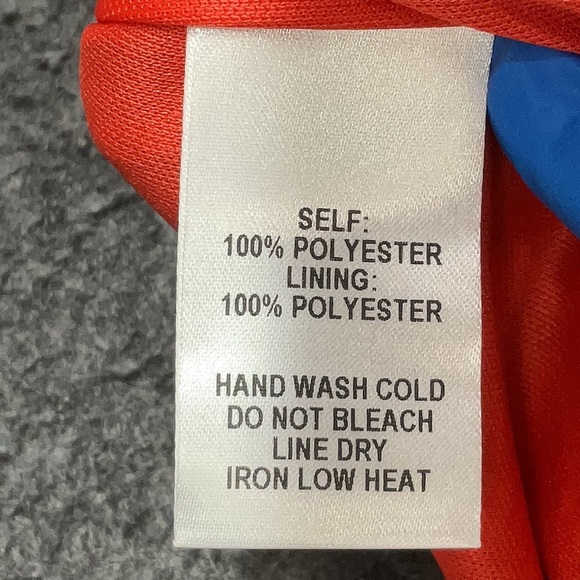 SELF:
100% POLYESTER
LINING:
100% POLYESTER
HAND WASH COLD
DO NOT BLEACH
LINE DRY
IRON LOW HEAT